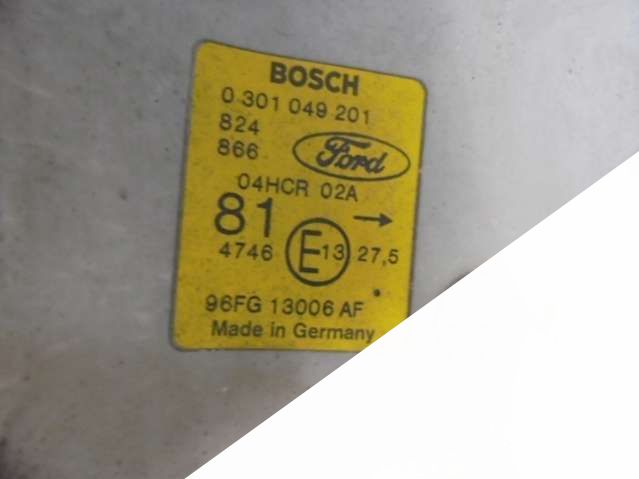 BOSCH
0 301 049 201
824
866 Ford
04HCR 02A
81 →
4746 E13 27,5
96FG 13006 AF
Made in Germany